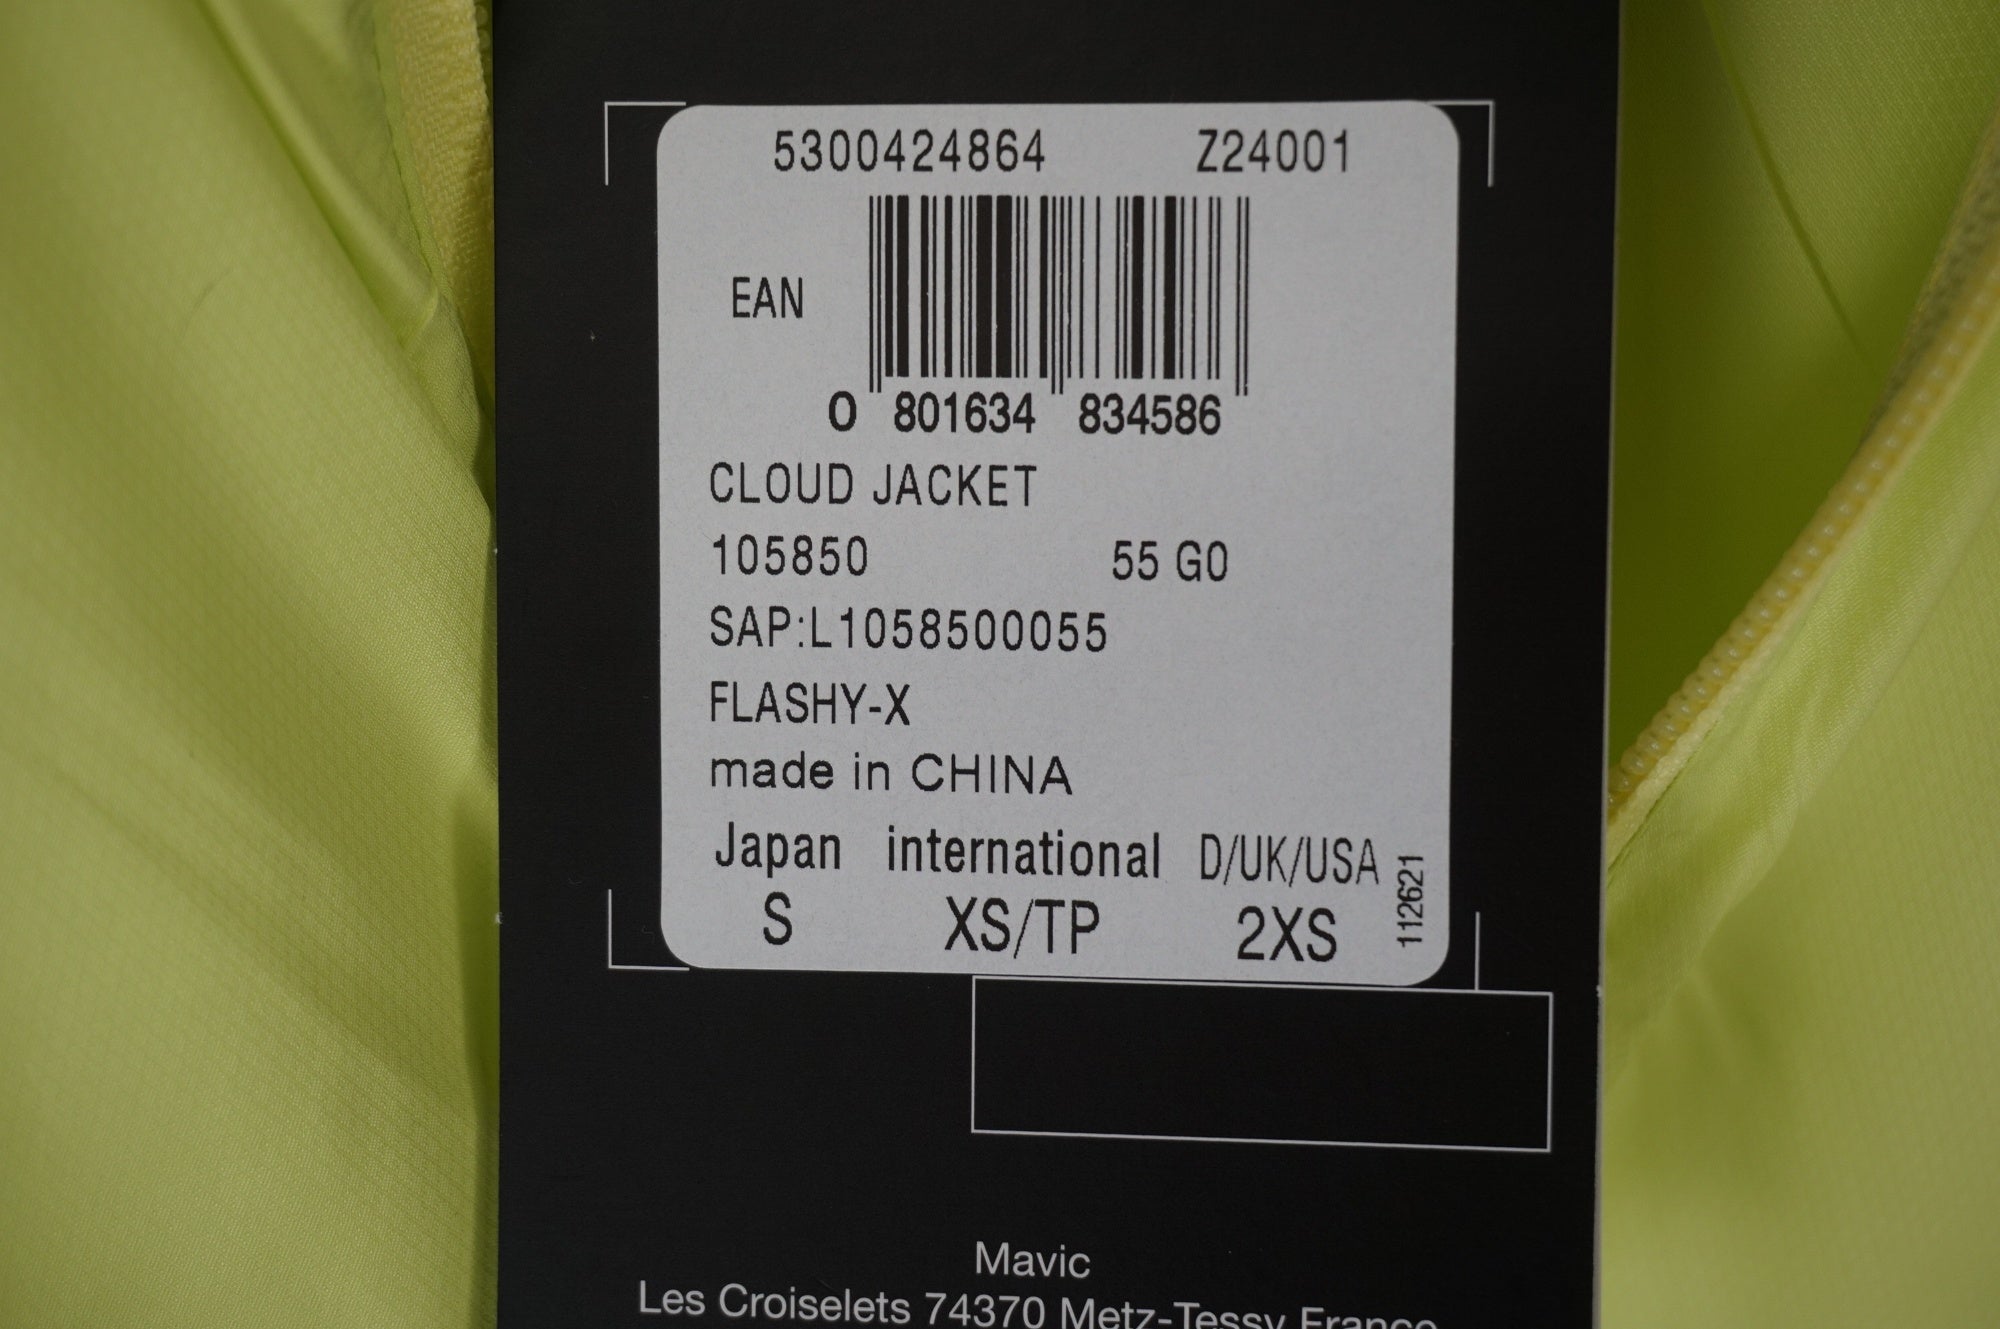 5300424864 Z24001
EAN
0 801634 834586
CLOUD JACKET
105850 55 G0
SAP:L1058500055
FLASHY-X
made in CHINA
Japan international D/UK/USA
S XS/TP 2XS
112621
Mavic
Les Croiselets 74370 Metz-Tessy France